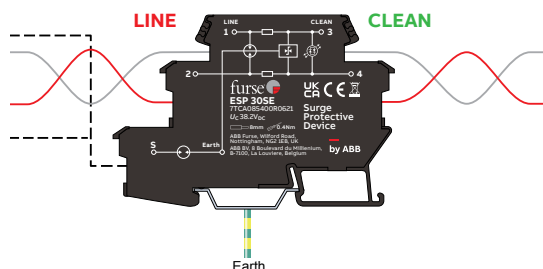 LINE
CLEAN
LINE
CLEAN
1
3
2
4
furse
ESP 30SE
7TCA085400R0621
Uc 38.2VDC
8mm
0.4Nm
ABB Furse, Wilford Road,
Nottingham, NG2 1EB, UK
ABB BV, 8 Boulevard du Millenium,
B-7100, La Louviere, Belgium
UK
CA
CE
Surge
Protective
Device
by ABB
S
Earth
Earth